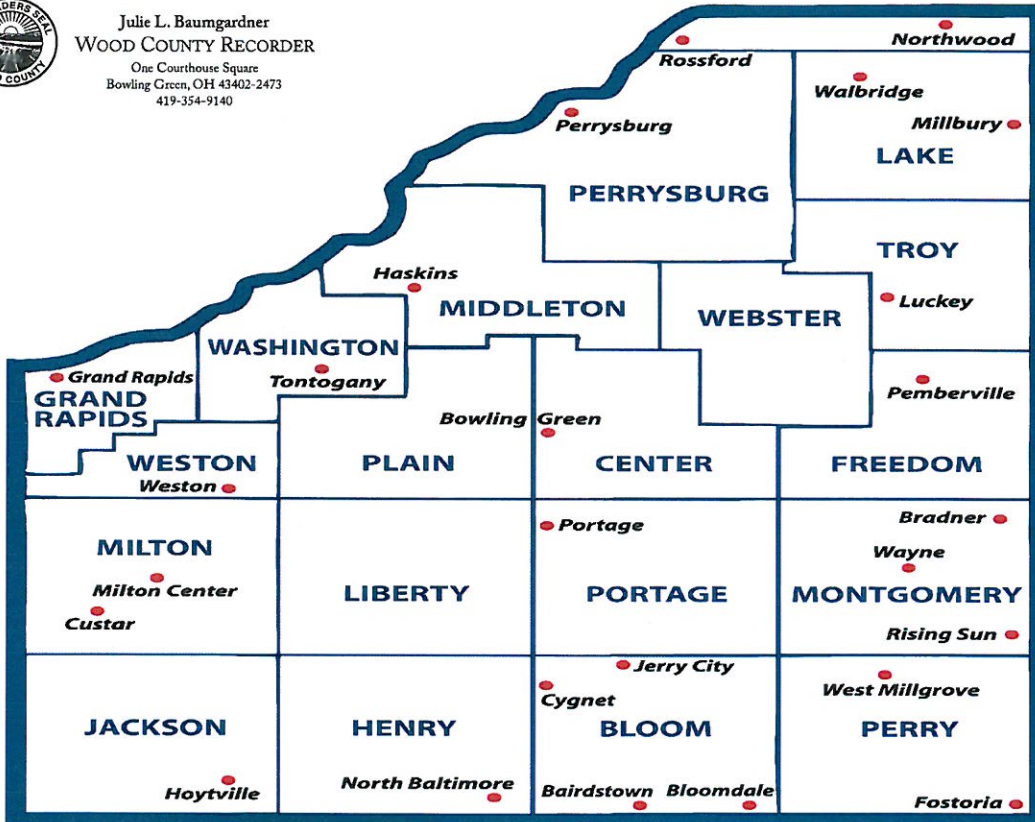 RDERS SEAL
D COUNTY
Julie L. Baumgardner
WOOD COUNTY RECORDER
One Courthouse Square
Bowling Green, OH 43402-2473
419-354-9140
Northwood
Rossford
Walbridge
Perrysburg
Millbury
LAKE
PERRYSBURG
TROY
Haskins
Luckey
MIDDLETON
WEBSTER
WASHINGTON
Grand Rapids
Tontogany
Pemberville
GRAND
RAPIDS
Bowling Green
WESTON
PLAIN
CENTER
FREEDOM
Weston
Bradner
Portage
MILTON
Wayne
Milton Center
LIBERTY
PORTAGE
MONTGOMERY
Custar
Rising Sun
Jerry City
Cygnet
West Millgrove
JACKSON
HENRY
BLOOM
PERRY
Hoytville
North Baltimore
Bairdstown
Bloomdale
Fostoria